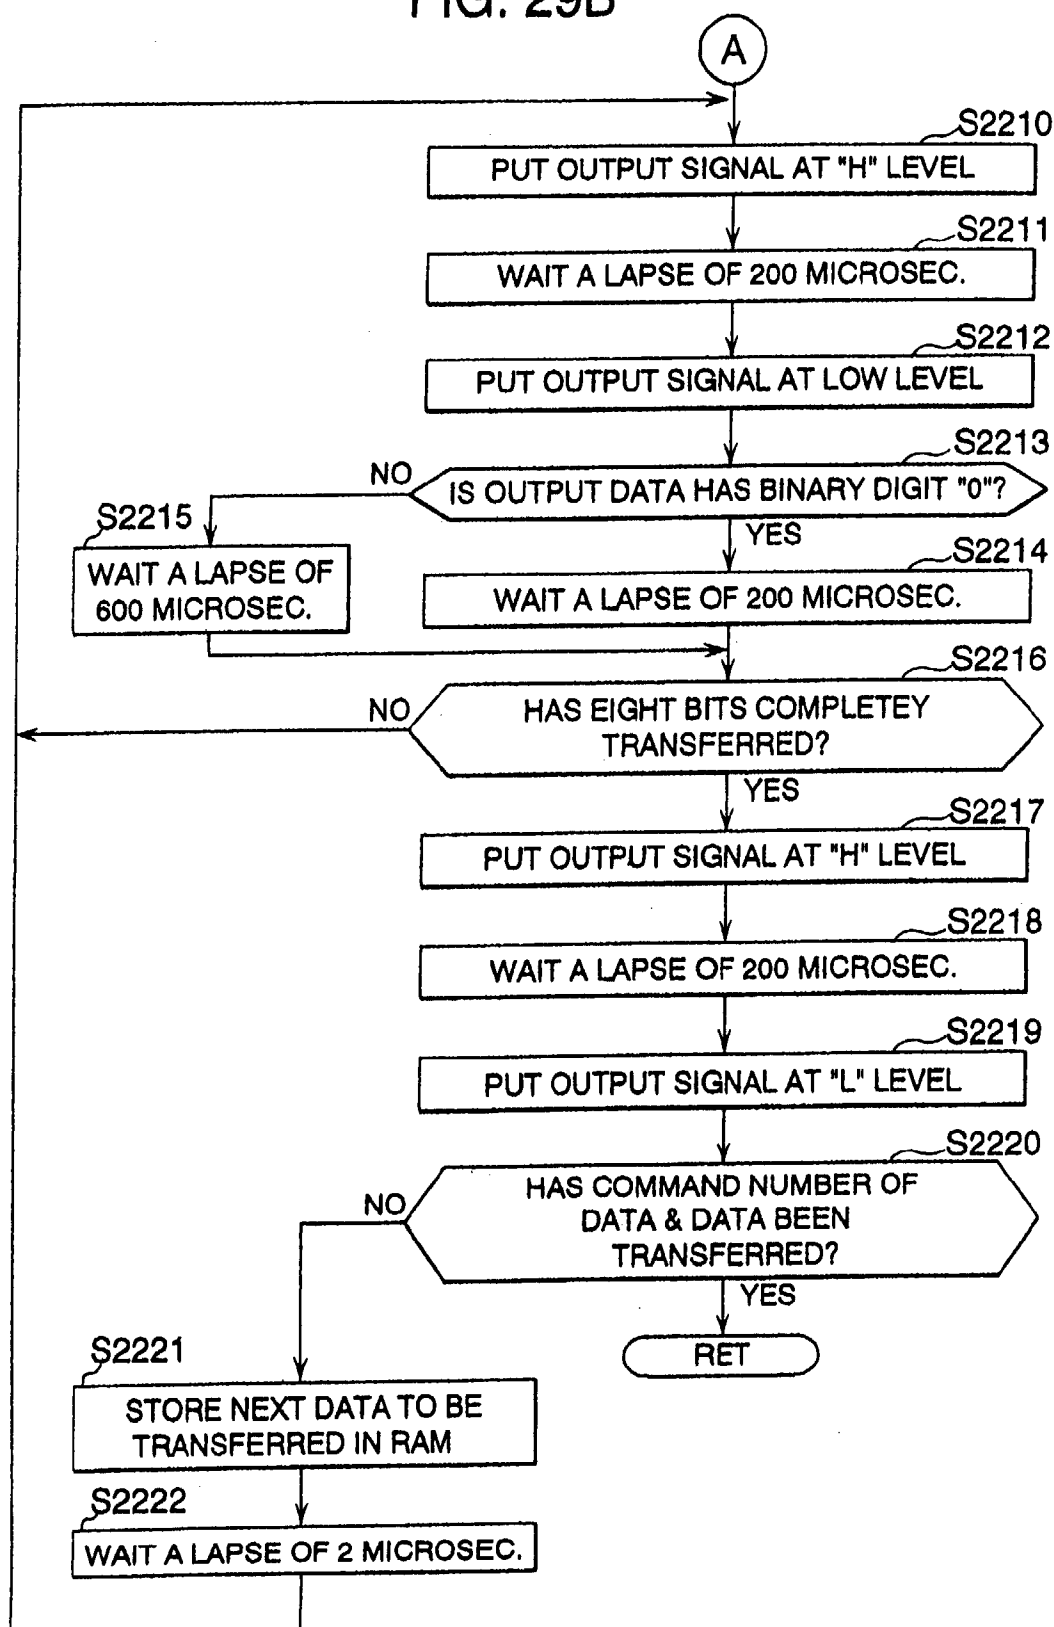 FIG. 29B
A
S2210
PUT OUTPUT SIGNAL AT "H" LEVEL
S2211
WAIT A LAPSE OF 200 MICROSEC.
S2212
PUT OUTPUT SIGNAL AT LOW LEVEL
S2213
NO
IS OUTPUT DATA HAS BINARY DIGIT "0"?
YES
S2215
WAIT A LAPSE OF
600 MICROSEC.
S2214
WAIT A LAPSE OF 200 MICROSEC.
S2216
NO
HAS EIGHT BITS COMPLETEY
TRANSFERRED?
YES
S2217
PUT OUTPUT SIGNAL AT "H" LEVEL
S2218
WAIT A LAPSE OF 200 MICROSEC.
S2219
PUT OUTPUT SIGNAL AT "L" LEVEL
S2220
NO
HAS COMMAND NUMBER OF
DATA & DATA BEEN
TRANSFERRED?
YES
RET
S2221
STORE NEXT DATA TO BE
TRANSFERRED IN RAM
S2222
WAIT A LAPSE OF 2 MICROSEC.